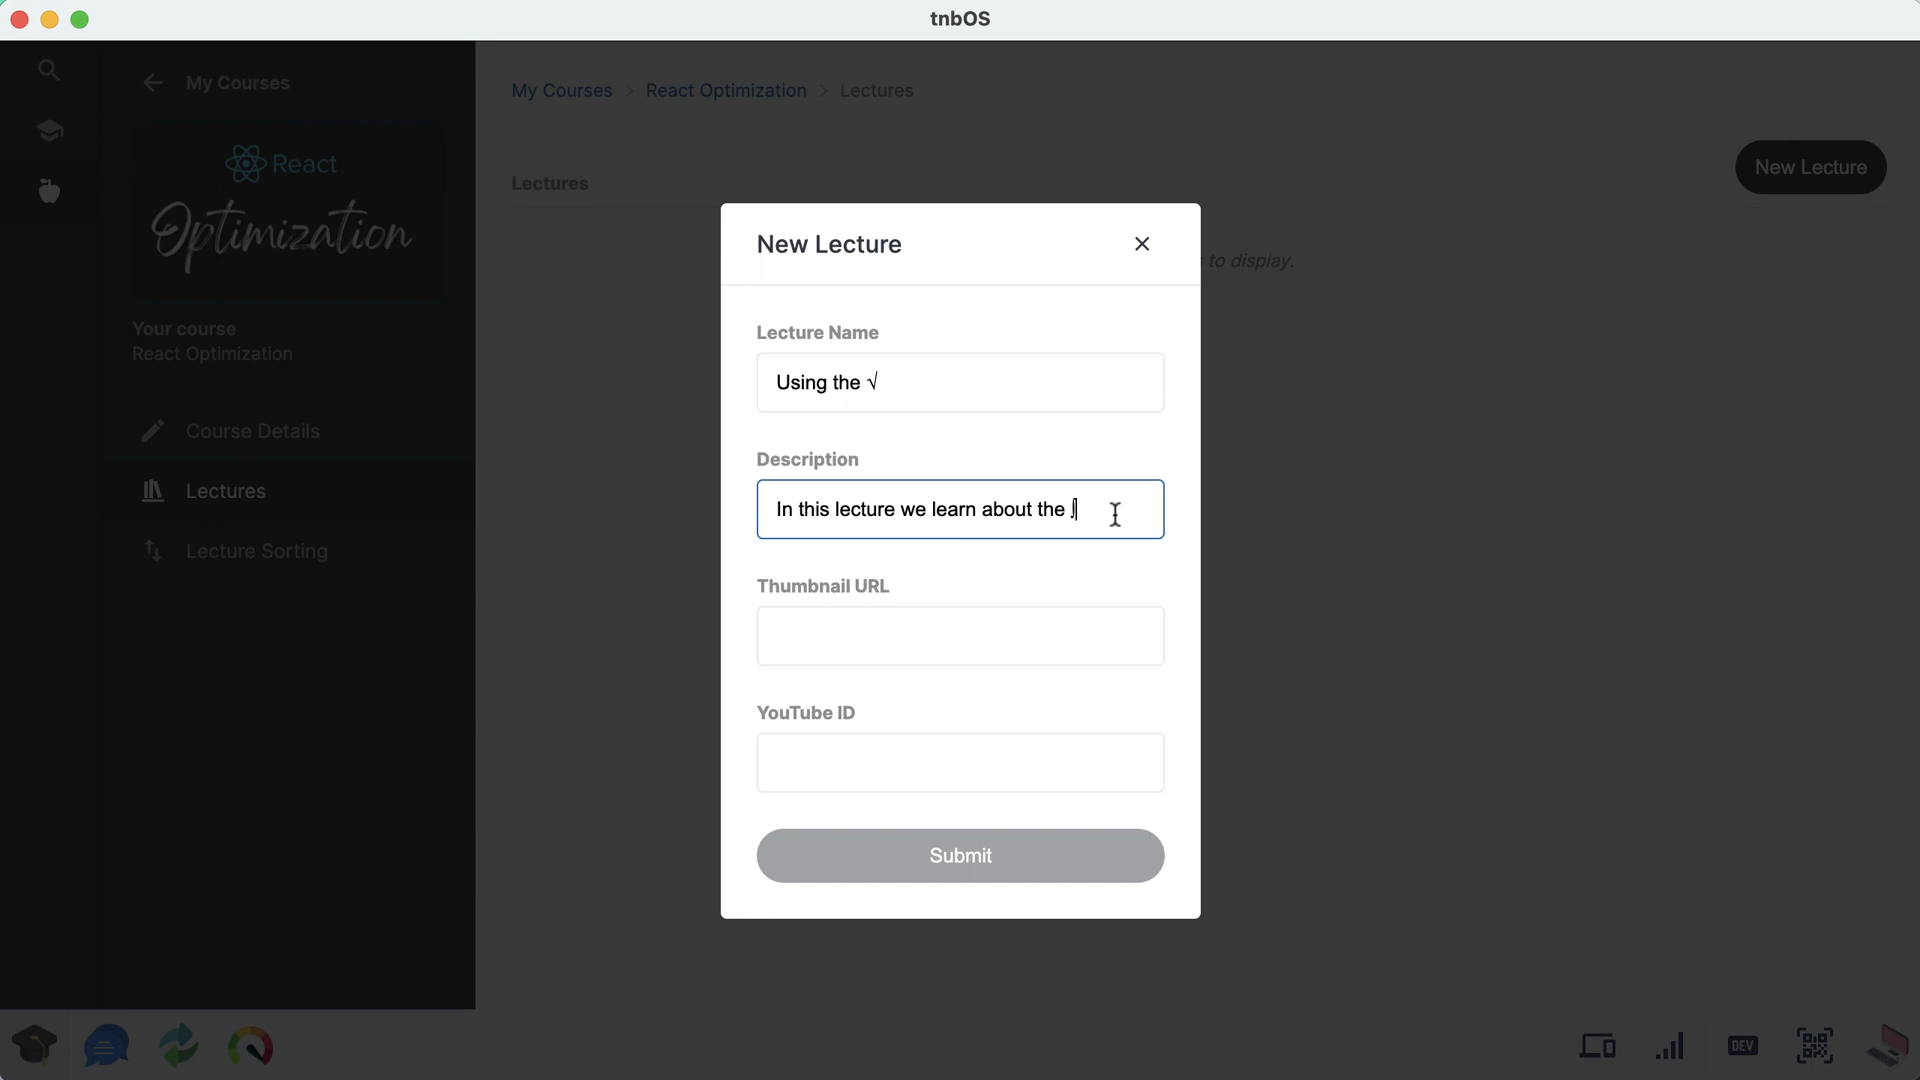 tnbOS
My Courses
My Courses > React Optimization > Lectures
React
Optimization
New Lecture
Lectures
New Lecture
to display.
Your course
React Optimization
Lecture Name
Using the √
Course Details
Description
Lectures
In this lecture we learn about the ∫
Lecture Sorting
Thumbnail URL
YouTube ID
Submit
DEV